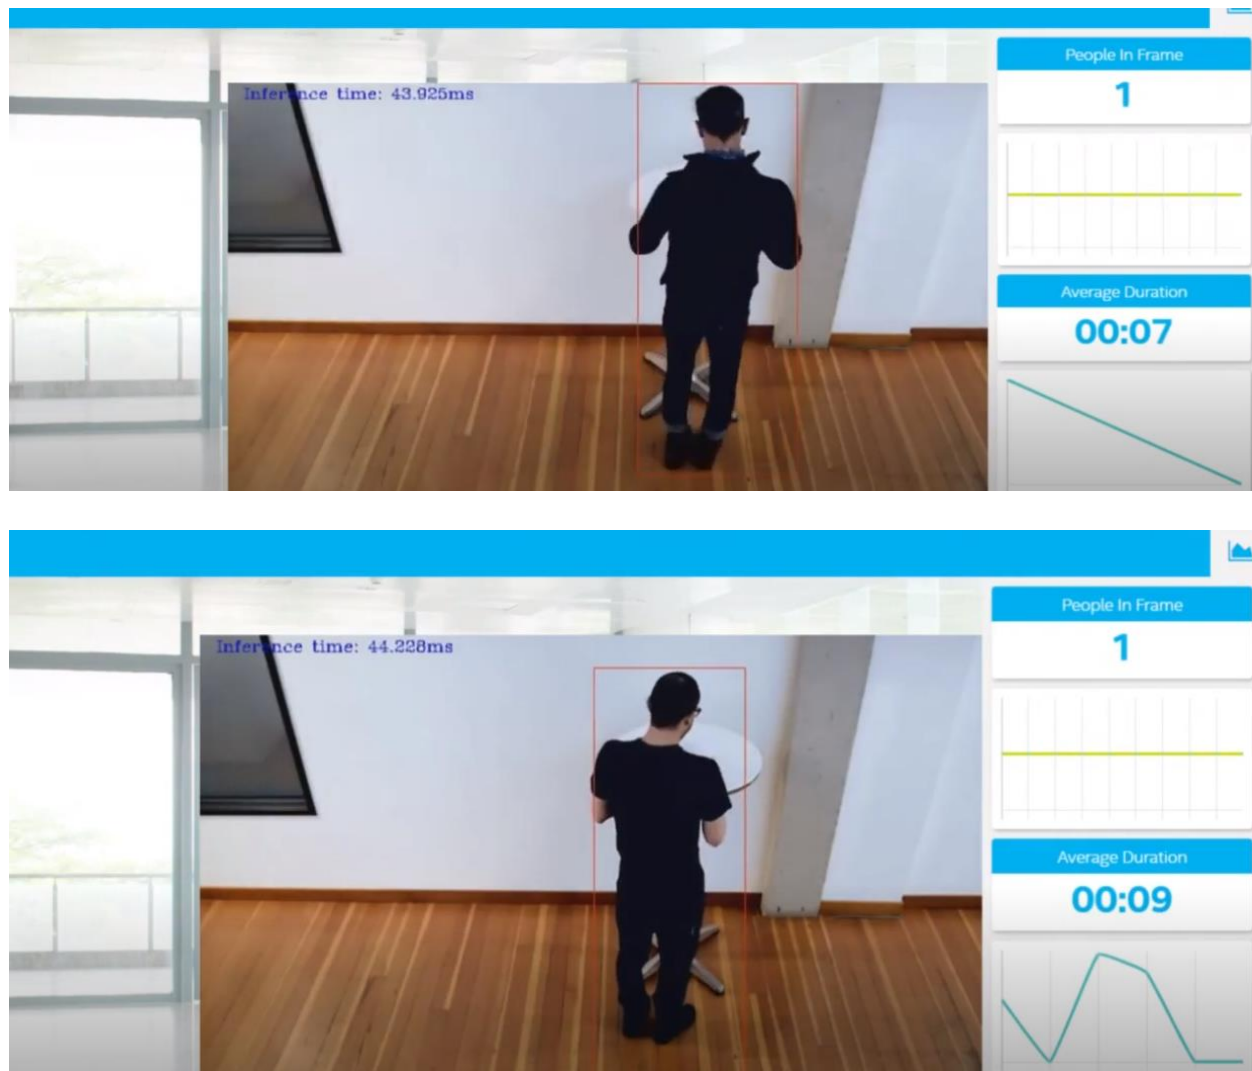 Inference time: 43.925ms
People In Frame
1
Average Duration
00:07
Inference time: 44.228ms
People In Frame
1
Average Duration
00:09